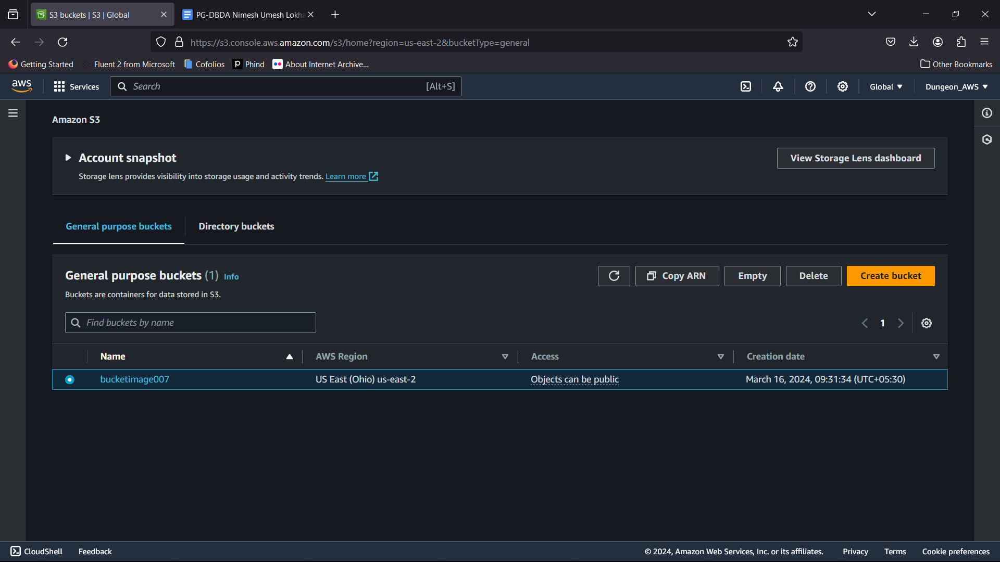 S3 buckets | S3 | Global
PG-DBDA Nimesh Umesh Lokha
https://s3.console.aws.amazon.com/s3/home?region=us-east-2&bucketType=general
Getting Started
Fluent 2 from Microsoft
Cofolios
p Phind
About Internet Archive...
Other Bookmarks
aws
Services
Search
[Alt+S]
Global
Dungeon_AWS
Amazon S3
Account snapshot
View Storage Lens dashboard
Storage lens provides visibility into storage usage and activity trends. Learn more
General purpose buckets
Directory buckets
General purpose buckets (1) Info
Copy ARN
Empty
Delete
Create bucket
Buckets are containers for data stored in S3.
Find buckets by name
1
Name
AWS Region
Access
Creation date
bucketimage007
US East (Ohio) us-east-2
Objects can be public
March 16, 2024, 09:31:34 (UTC+05:30)
CloudShell
Feedback
© 2024, Amazon Web Services, Inc. or its affiliates.
Privacy
Terms
Cookie preferences